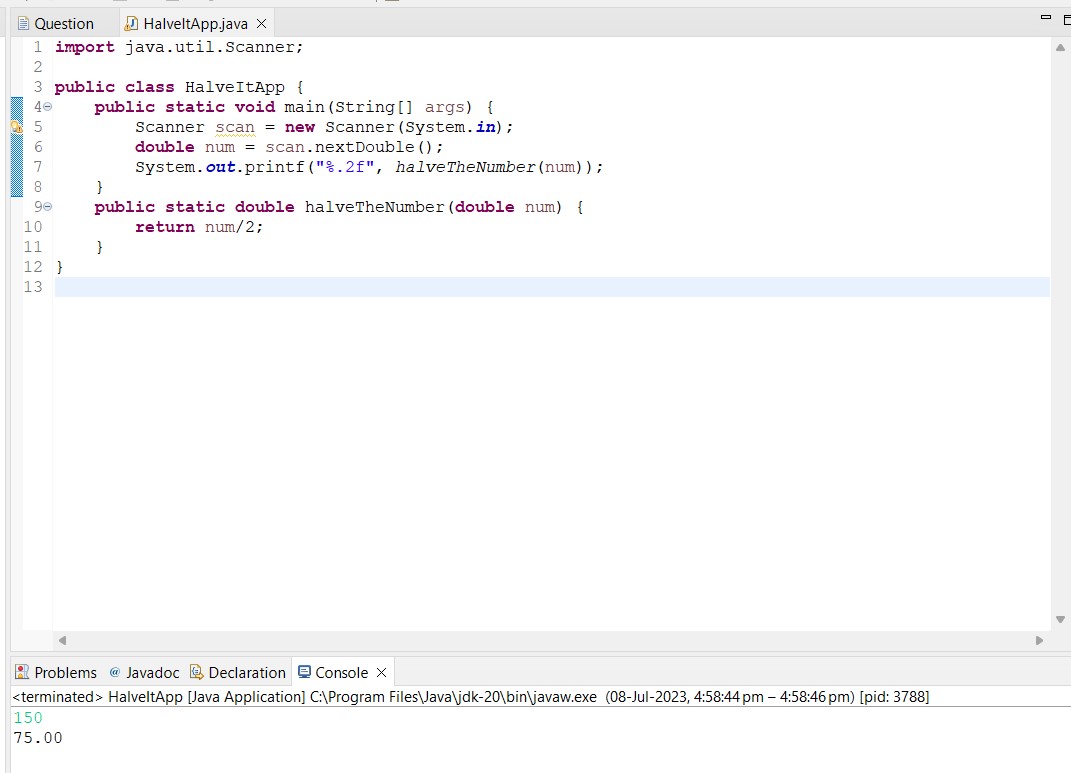 Question HalveItApp.java
1 import java.util.Scanner;
2
3 public class HalveItApp {
4 public static void main(String[] args) {
5 Scanner scan = new Scanner(System.in);
6 double num = scan.nextDouble();
7 System.out.printf("%.2f", halveTheNumber(num));
8 }
9 public static double halveTheNumber(double num) {
10 return num/2;
11 }
12 }
13
Problems @ Javadoc Declaration Console
<terminated> HalveItApp [Java Application] C:\Program Files\Java\jdk-20\bin\javaw.exe (08-Jul-2023, 4:58:44 pm – 4:58:46 pm) [pid: 3788]
150
75.00